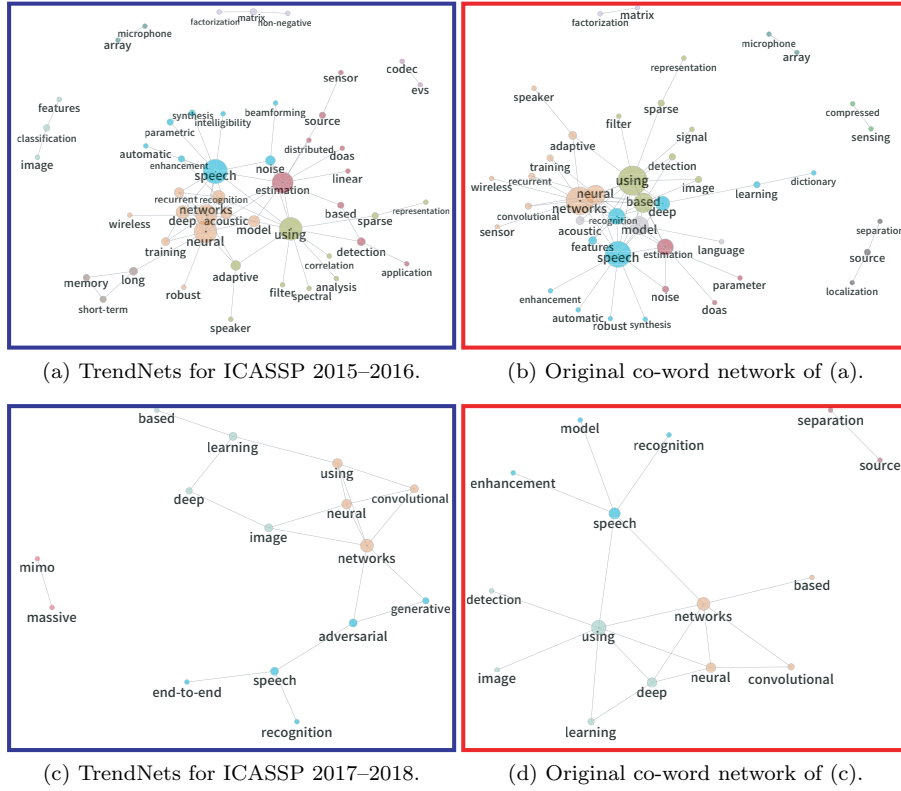 factorization matrix non-negative
microphone
array
codec
evs
sensor
features
synthesis
intelligibility
beamforming
source
parametric
classification
distributed
doas
automatic
image
enhancement
speech
noise
estimation
linear
recurrent
recognition
networks
wireless
deep
acoustic
model
based
sparse
representation
using
training
neural
detection
memory
long
adaptive
correlation
application
analysis
short-term
robust
filter
spectral
speaker
(a) TrendNets for ICASSP 2015–2016.
matrix
factorization
microphone
array
representation
speaker
sparse
compressed
filter
signal
sensing
adaptive
training
detection
wireless
recurrent
using
image
learning
dictionary
neural
based
convolutional
networks
deep
sensor
recognition
acoustic
model
separation
features
language
source
speech
estimation
localization
enhancement
noise
parameter
automatic
robust
synthesis
doas
(b) Original co-word network of (a).
based
learning
using
deep
convolutional
neural
image
networks
mimo
massive
generative
adversarial
speech
end-to-end
recognition
(c) TrendNets for ICASSP 2017–2018.
model
separation
recognition
source
enhancement
speech
detection
based
networks
using
image
neural
convolutional
deep
learning
(d) Original co-word network of (c).